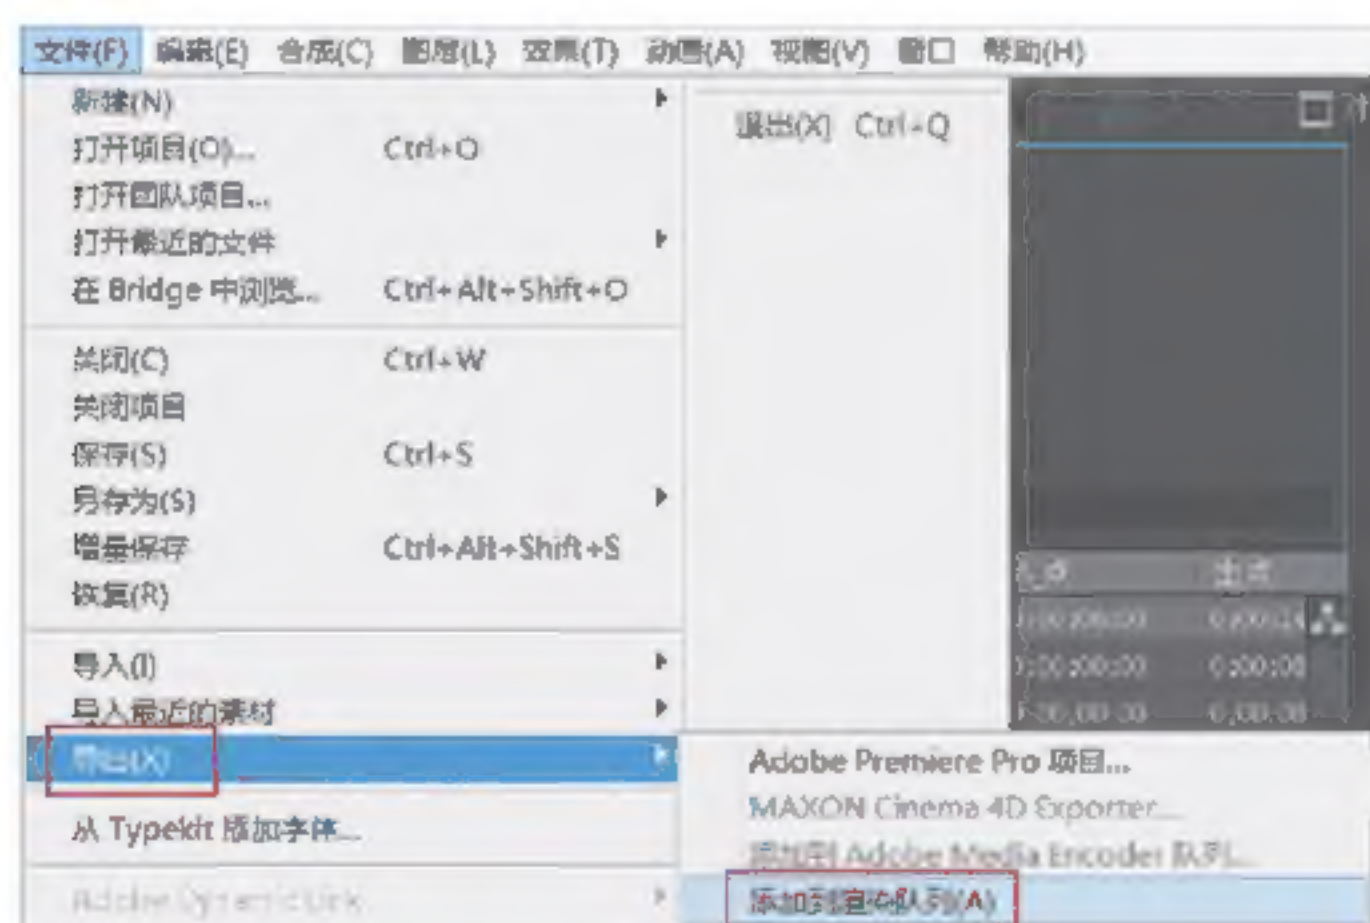 文件(F) 编辑(E) 合成(C) 图层(L) 效果(T) 动画(A) 视图(V) 窗口 帮助(H)
新建(N)
退出(X) Ctrl+Q
打开项目(O)... Ctrl+O
打开团队项目...
打开最近的文件
在 Bridge 中浏览... Ctrl+Alt+Shift+O
关闭(C) Ctrl+W
关闭项目
保存(S) Ctrl+S
另存为(S)
增量保存 Ctrl+Alt+Shift+S
恢复(R)
出点
导入(I)
导入最近的素材
导出(X)
Adobe Premiere Pro 项目...
MAXON Cinema 4D Exporter...
从 Typekit 添加字体...
添加到 Adobe Media Encoder 队列...
Adobe Dynamic Link
添加到渲染队列(A)